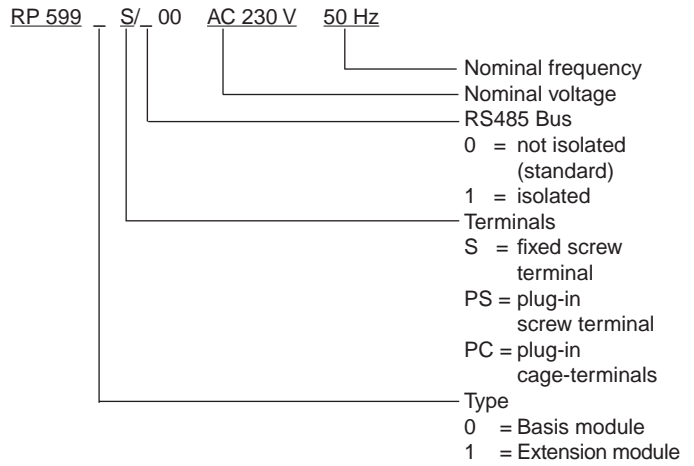 RP 599 _ S/_ 00 AC 230 V 50 Hz
Nominal frequency
Nominal voltage
RS485 Bus
0 = not isolated
(standard)
1 = isolated
Terminals
S = fixed screw
terminal
PS = plug-in
screw terminal
PC = plug-in
cage-terminals
Type
0 = Basis module
1 = Extension module